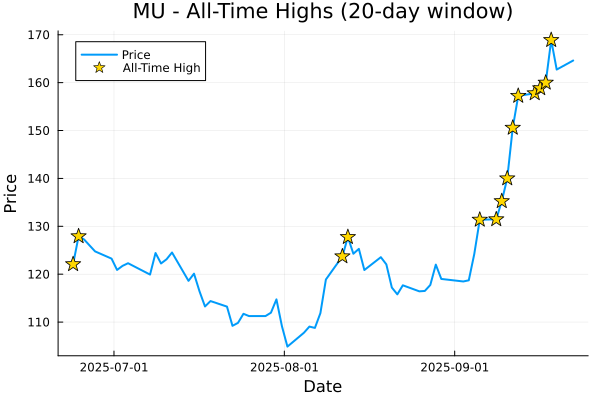 MU - All-Time Highs (20-day window)
Price
All-Time High
170
160
150
140
130
120
110
Price
2025-07-01
2025-08-01
2025-09-01
Date